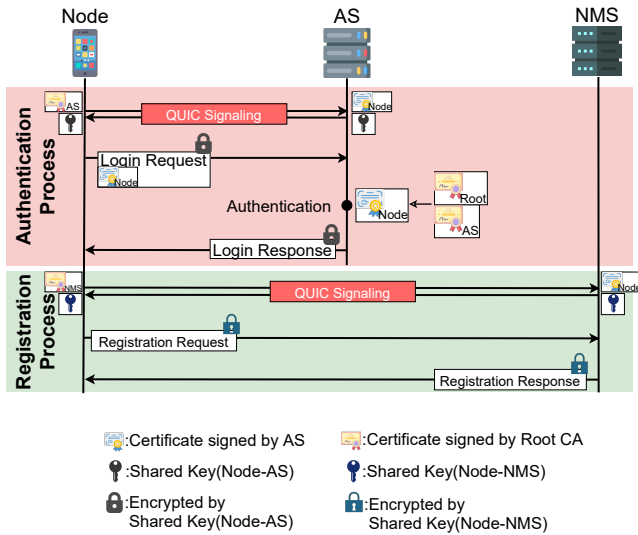 Node
AS
NMS
Authentication
Process
AS
QUIC Signaling
Node
Login Request
Node
Authentication
Node
Root
AS
Login Response
Registration
Process
NMS
QUIC Signaling
Node
Registration Request
Registration Response
:Certificate signed by AS
:Certificate signed by Root CA
:Shared Key(Node-AS)
:Shared Key(Node-NMS)
:Encrypted by
Shared Key(Node-AS)
:Encrypted by
Shared Key(Node-NMS)